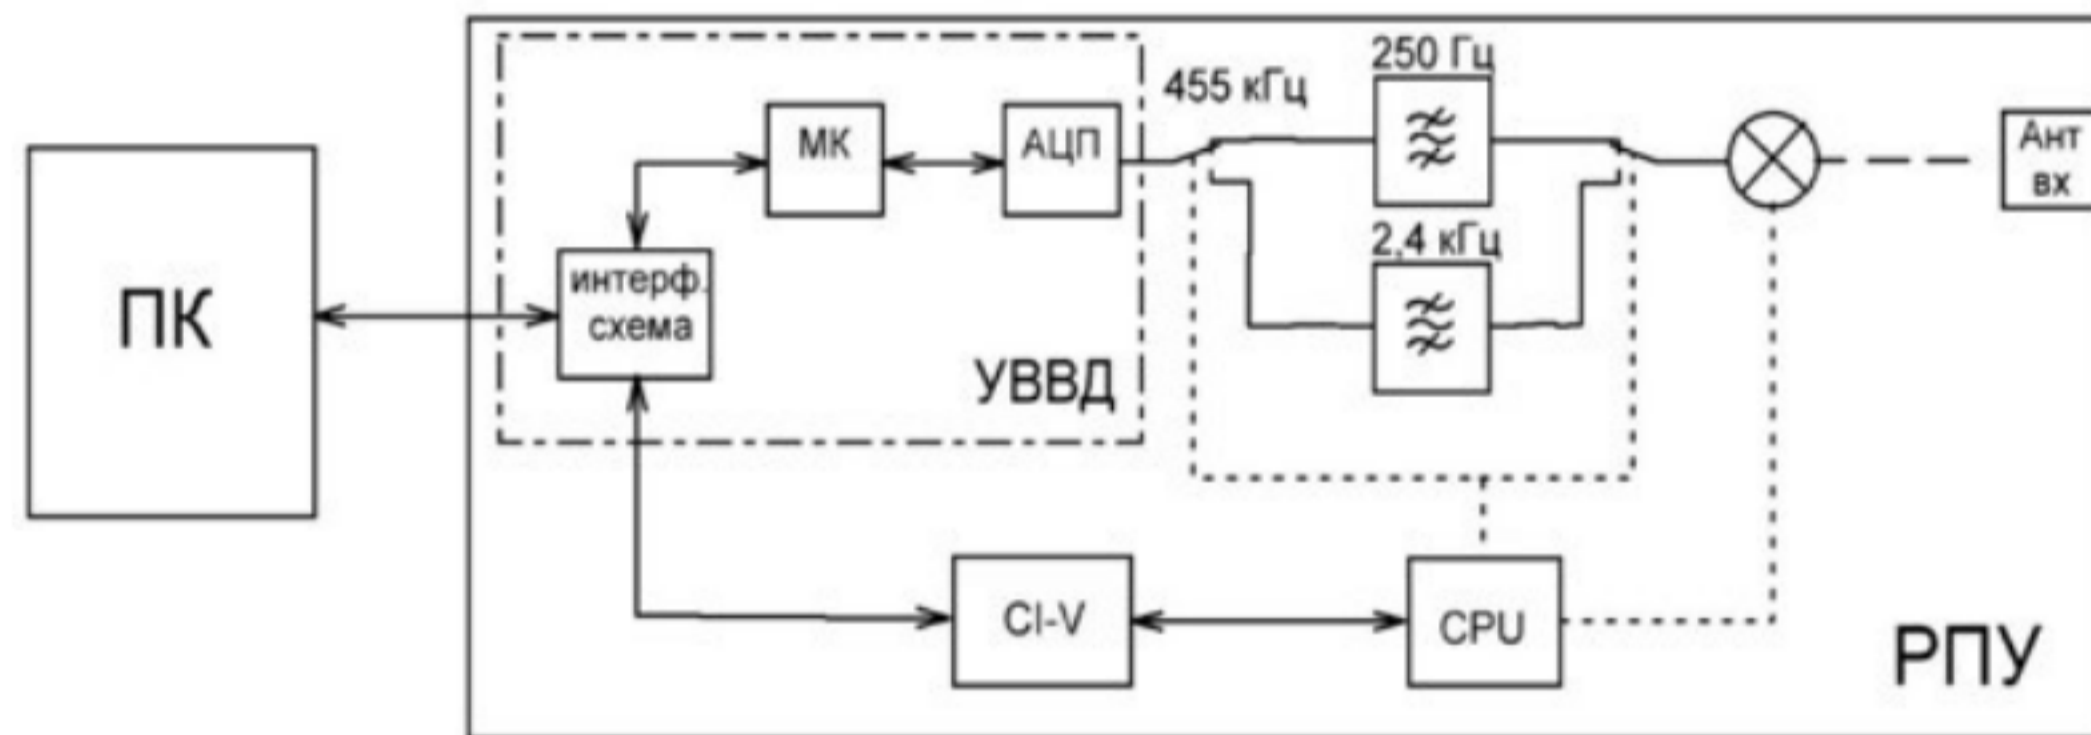 250 Гц
455 кГц
МК
АЦП
Ант
вх
2,4 кГц
интерф.
схема
ПК
УВВД
CI-V
CPU
РПУ